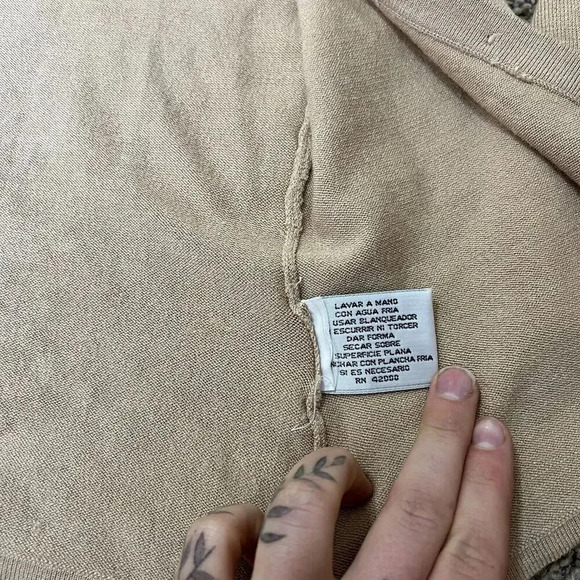 LAVAR A MANO
CON AGUA FRIA
USAR BLANQUEADOR
ESCURRIR NI TORCER
DAR FORMA
SECAR SOBRE
SUPERFICIE PLANA
CON PLANCHA FRIA
SI ES NECESARIO
RN 42000